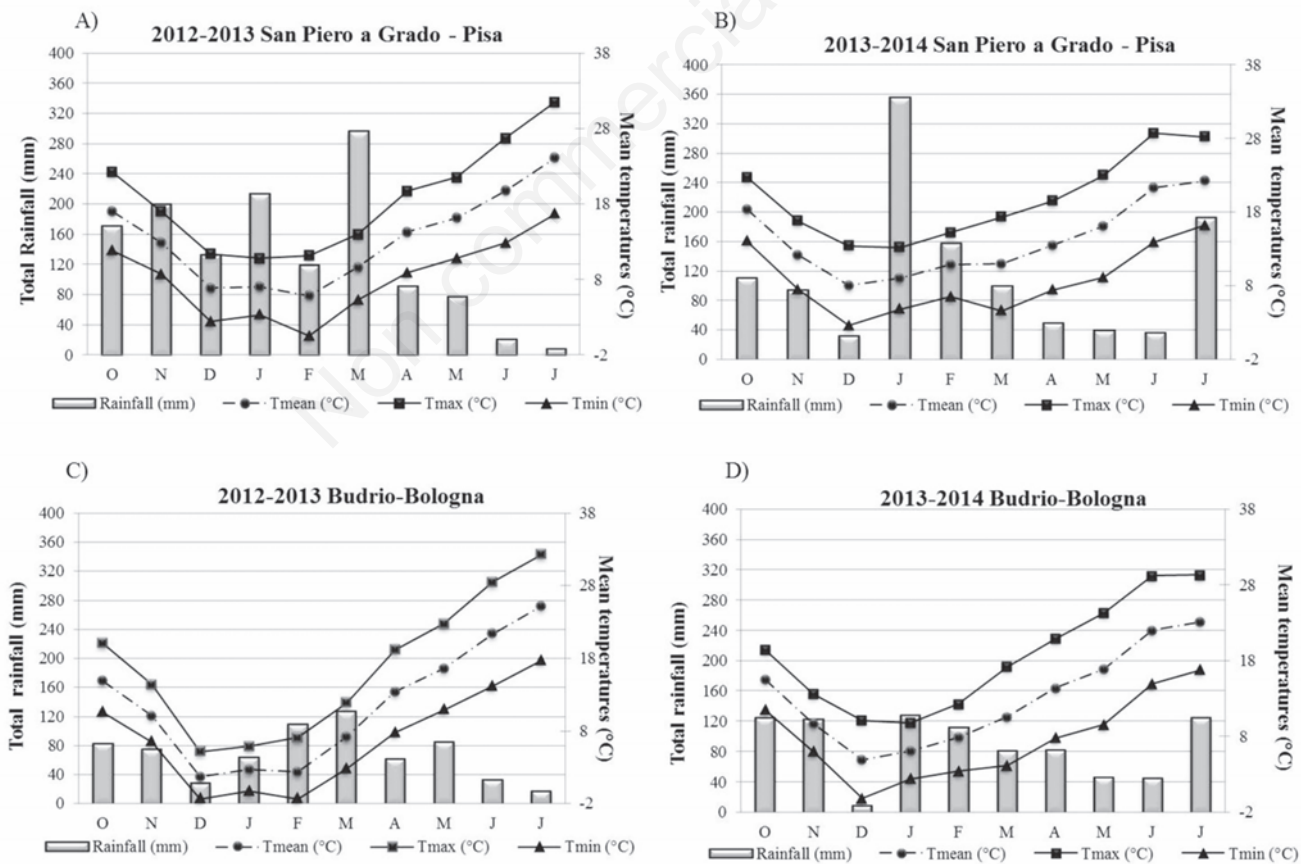 A)
2012-2013 San Piero a Grado - Pisa
400
360
320
280
240
200
160
120
80
40
0
Total Rainfall (mm)
38
28
18
8
-2
Mean temperatures (°C)
O N D J F M A M J J
Rainfall (mm) Tmean (°C) Tmax (°C) Tmin (°C)
B)
2013-2014 San Piero a Grado - Pisa
400
360
320
280
240
200
160
120
80
40
0
Total rainfall (mm)
38
28
18
8
-2
Mean temperatures (°C)
O N D J F M A M J J
Rainfall (mm) Tmean (°C) Tmax (°C) Tmin (°C)
C)
2012-2013 Budrio-Bologna
400
360
320
280
240
200
160
120
80
40
0
Total rainfall (mm)
38
28
18
8
-2
Mean temperatures (°C)
O N D J F M A M J J
Rainfall (mm) Tmean (°C) Tmax (°C) Tmin (°C)
D)
2013-2014 Budrio-Bologna
400
360
320
280
240
200
160
120
80
40
0
Total rainfall (mm)
38
28
18
8
-2
Mean temperatures (°C)
O N D J F M A M J J
Rainfall (mm) Tmean (°C) Tmax (°C) Tmin (°C)
Non commercia